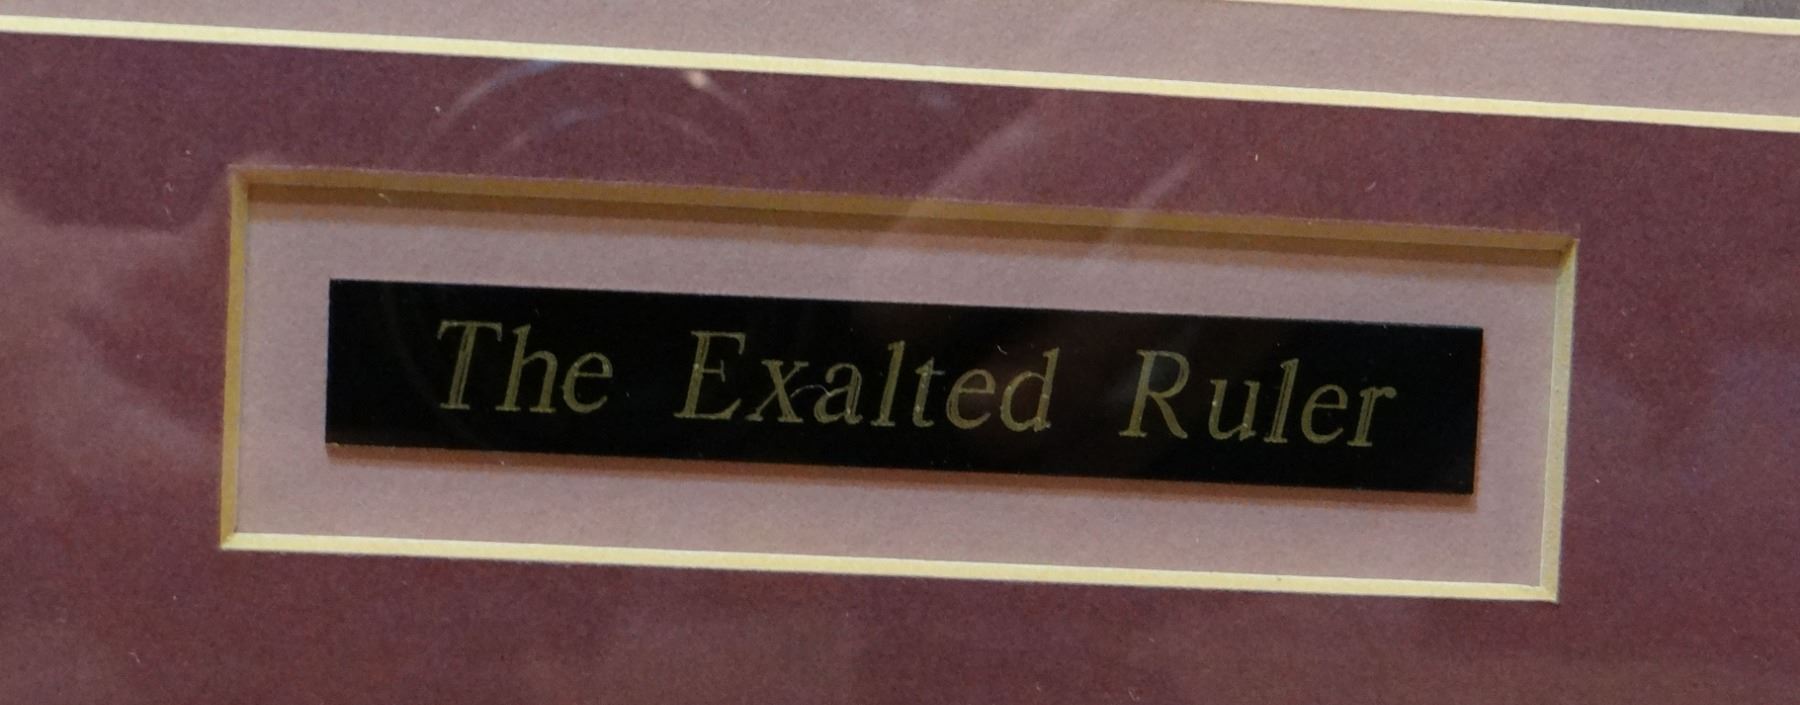 The Exalted Ruler